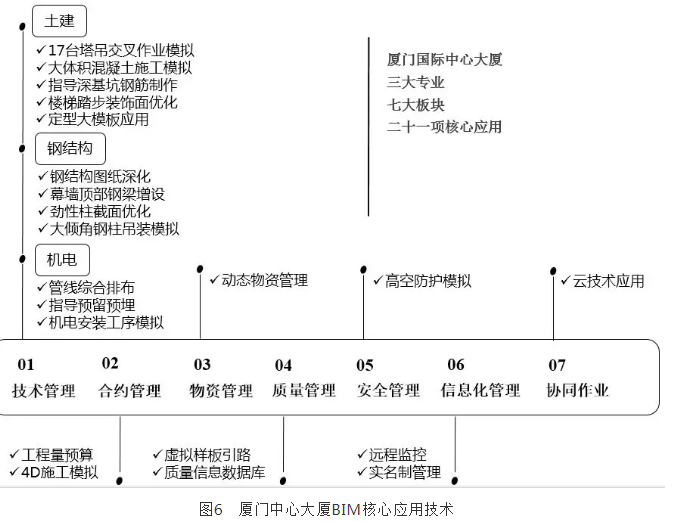 土建
✓17台塔吊交叉作业模拟
✓大体积混凝土施工模拟
✓指导深基坑钢筋制作
✓楼梯踏步装饰面优化
✓定型大模板应用
厦门国际中心大厦
三大专业
七大板块
二十一项核心应用
钢结构
✓钢结构图纸深化
✓幕墙顶部钢梁增设
✓劲性柱截面优化
✓大倾角钢柱吊装模拟
机电
✓管线综合排布
✓指导预留预埋
✓机电安装工序模拟
✓动态物资管理
✓高空防护模拟
✓云技术应用
01
技术管理
02
合约管理
03
物资管理
04
质量管理
05
安全管理
06
信息化管理
07
协同作业
✓工程量预算
✓4D施工模拟
✓虚拟样板引路
✓质量信息数据库
✓远程监控
✓实名制管理
图6 厦门中心大厦BIM核心应用技术